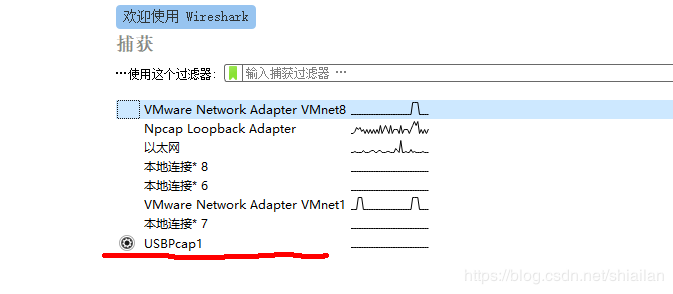 欢迎使用 Wireshark
捕获
…使用这个过滤器： 输入捕获过滤器 …
VMware Network Adapter VMnet8
Npcap Loopback Adapter
以太网
本地连接* 8
本地连接* 6
VMware Network Adapter VMnet1
本地连接* 7
USBPcap1
https://blog.csdn.net/shiailan